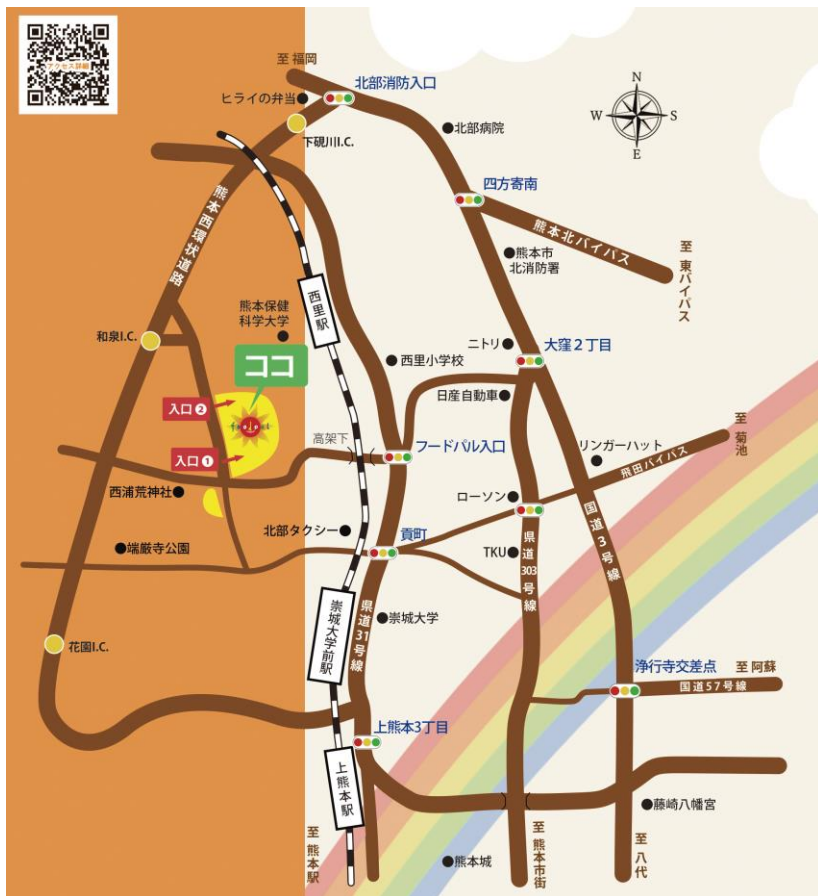 アクセス詳細
至 福岡
北部消防入口
ヒライの弁当
下硯川I.C.
北部病院
N
W
S
E
四方寄南
熊本北バイパス
至 東バイパス
熊本市
北消防署
熊本西環状道路
西里駅
熊本保健
科学大学
和泉I.C.
ココ
入口❷
入口❶
西里小学校
ニトリ
大窪2丁目
日産自動車
高架下
フードパル入口
リンガーハット
至 菊池
飛田バイパス
西浦荒神社
ローソン
国道3号線
北部タクシー
貢町
端厳寺公園
TKU
県道303号線
崇城大学前駅
県道31号線
崇城大学
花園I.C.
浄行寺交差点
至 阿蘇
国道57号線
上熊本3丁目
上熊本駅
藤崎八幡宮
至 熊本駅
熊本城
至 熊本市街
至 八代